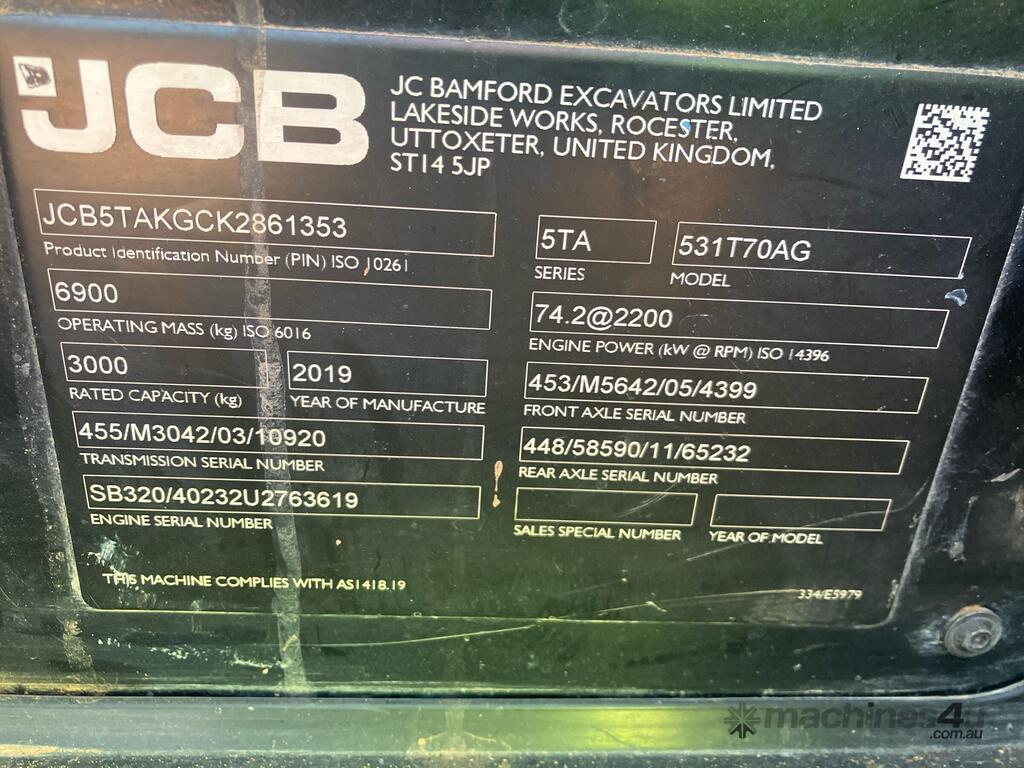 JCB
JC BAMFORD EXCAVATORS LIMITED
LAKESIDE WORKS, ROCESTER,
UTTOXETER, UNITED KINGDOM,
ST14 5JP
JCB5TAKGCK2861353
Product Identification Number (PIN) ISO 10261
5TA
SERIES
531T70AG
MODEL
6900
OPERATING MASS (kg) ISO 6016
74.2@2200
ENGINE POWER (kW @ RPM) ISO 14396
3000
RATED CAPACITY (kg)
2019
YEAR OF MANUFACTURE
453/M5642/05/4399
FRONT AXLE SERIAL NUMBER
455/M3042/03/10920
TRANSMISSION SERIAL NUMBER
448/58590/11/65232
REAR AXLE SERIAL NUMBER
SB320/40232U2763619
ENGINE SERIAL NUMBER
SALES SPECIAL NUMBER
YEAR OF MODEL
THIS MACHINE COMPLIES WITH AS1418.19
334/E5979
machines4u
.com.au